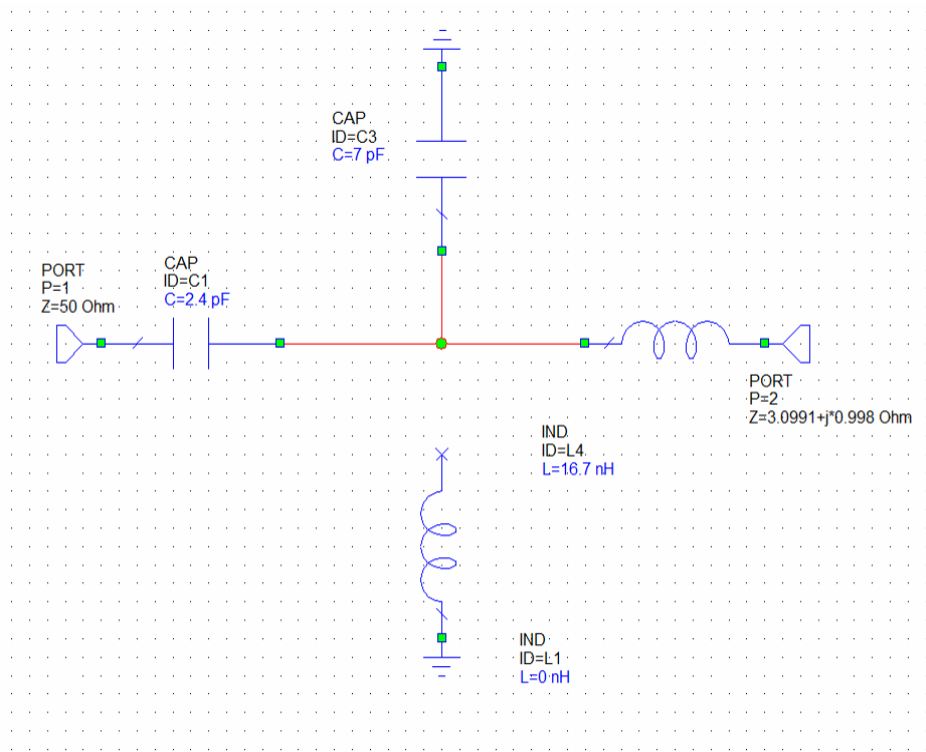 CAP
ID=C3
C=7 pF
PORT
P=1
Z=50 Ohm
CAP
ID=C1
C=2.4 pF
PORT
P=2
Z=3.0991+j*0.998 Ohm
IND
ID=L4
L=16.7 nH
IND
ID=L1
L=0 nH